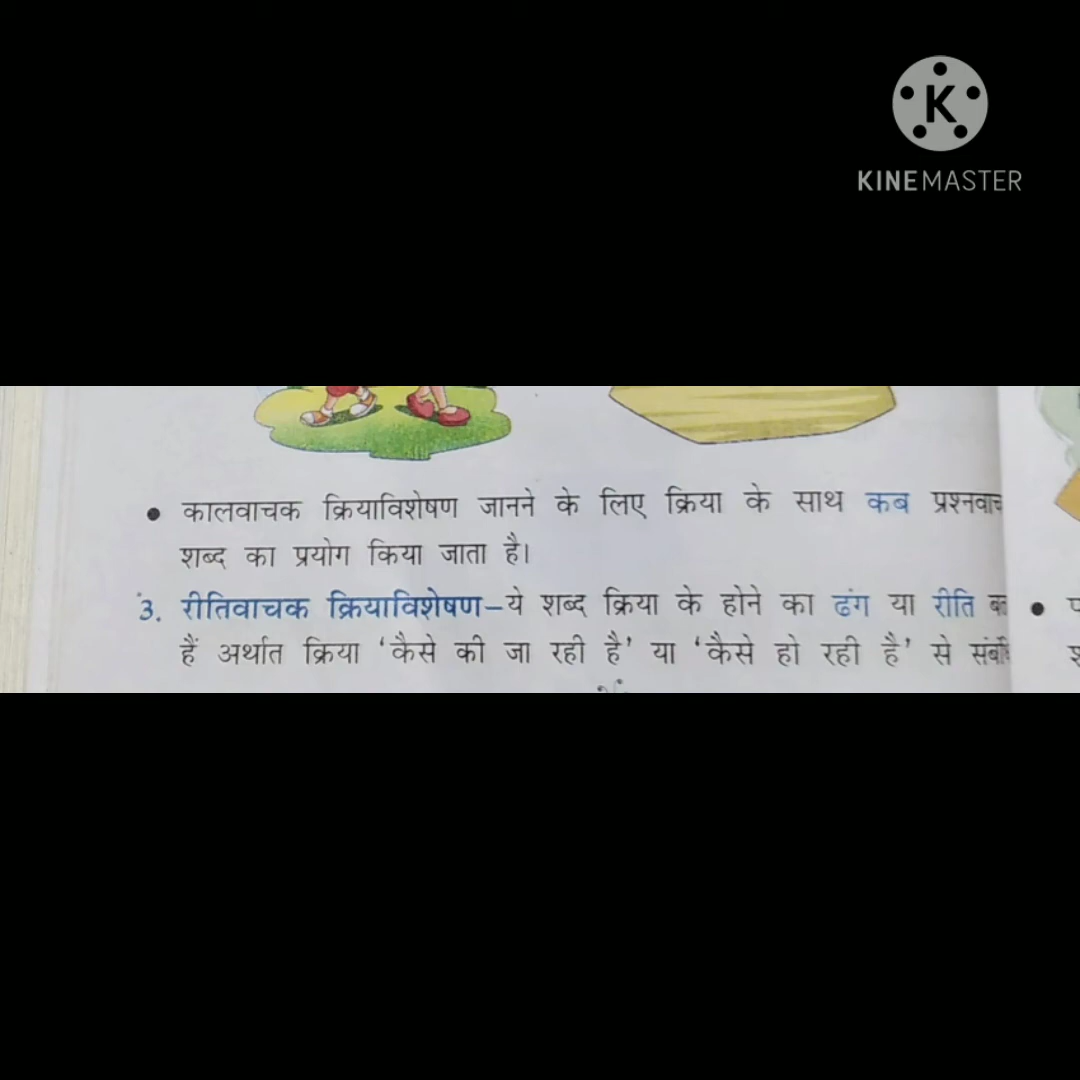 K
KINEMASTER
• कालवाचक क्रियाविशेषण जानने के लिए क्रिया के साथ कब
शब्द का प्रयोग किया जाता है।
3. रीतिवाचक क्रियाविशेषण–ये शब्द क्रिया के होने का ढंग या रीति
हैं अर्थात क्रिया ‘कैसे की जा रही है’ या ‘कैसे हो रही है’ से